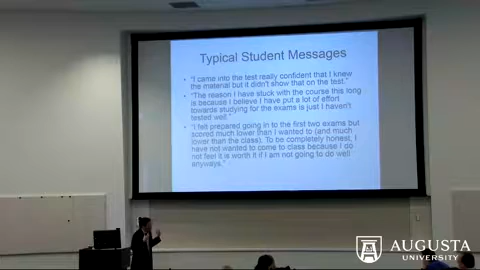 Typical Student Messages
• "I came into the test really confident that I knew
the material but it didn't show that on the test."
• "The reason I have stuck with the course this long
is because I believe I have put a lot of effort
towards studying for the exams is just I haven't
tested well."
• "I felt prepared going in to the first two exams but
scored much lower than I wanted to (and much
lower than the class). To be completely honest, I
have not wanted to come to class because I do
not feel it is worth it if I am not going to do well
anyways."
AUGUSTA
UNIVERSITY